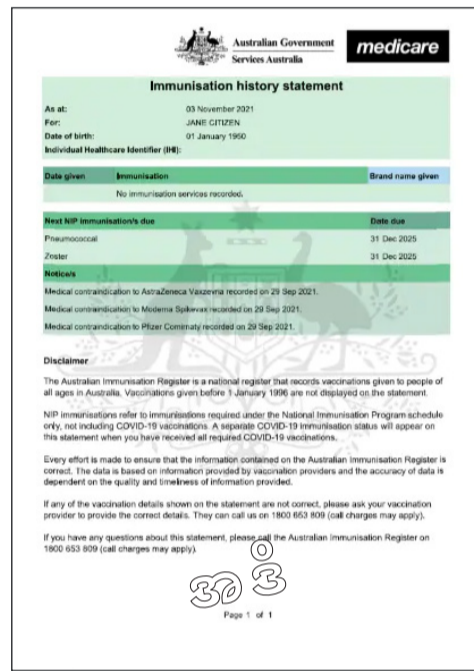 Australian Government
Services Australia
medicare
Immunisation history statement
As at: 03 November 2021
For: JANE CITIZEN
Date of birth: 01 January 1960
Individual Healthcare Identifier (IHI):
Date given Immunisation Brand name given
No immunisation services recorded.
Next NIP immunisation/s due Date due
Pneumococcal 31 Dec 2025
Zoster 31 Dec 2025
Notice/s
Medical contraindication to AstraZeneca Vaxzevria recorded on 29 Sep 2021.
Medical contraindication to Moderna Spikevax recorded on 29 Sep 2021.
Medical contraindication to Pfizer Comirnaty recorded on 29 Sep 2021.
Disclaimer
The Australian Immunisation Register is a national register that records vaccinations given to people of
all ages in Australia. Vaccinations given before 1 January 1996 are not displayed on the statement.
NIP immunisations refer to immunisations required under the National Immunisation Program schedule
only, not including COVID-19 vaccinations. A separate COVID-19 immunisation status will appear on
this statement when you have received all required COVID-19 vaccinations.
Every effort is made to ensure that the information contained on the Australian Immunisation Register is
correct. The data is based on information provided by vaccination providers and the accuracy of data is
dependent on the quality and timeliness of information provided.
If any of the vaccination details shown on the statement are not correct, please ask your vaccination
provider to provide the correct details. They can call us on 1800 653 809 (call charges may apply).
If you have any questions about this statement, please call the Australian Immunisation Register on
1800 653 809 (call charges may apply).
Page 1 of 1